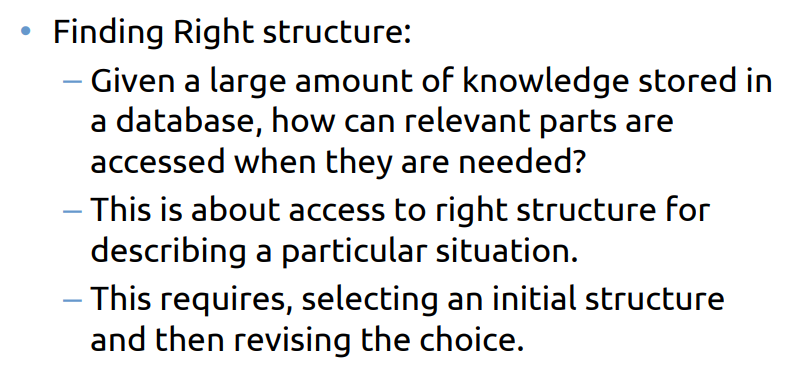 • Finding Right structure:
– Given a large amount of knowledge stored in
a database, how can relevant parts are
accessed when they are needed?
– This is about access to right structure for
describing a particular situation.
– This requires, selecting an initial structure
and then revising the choice.